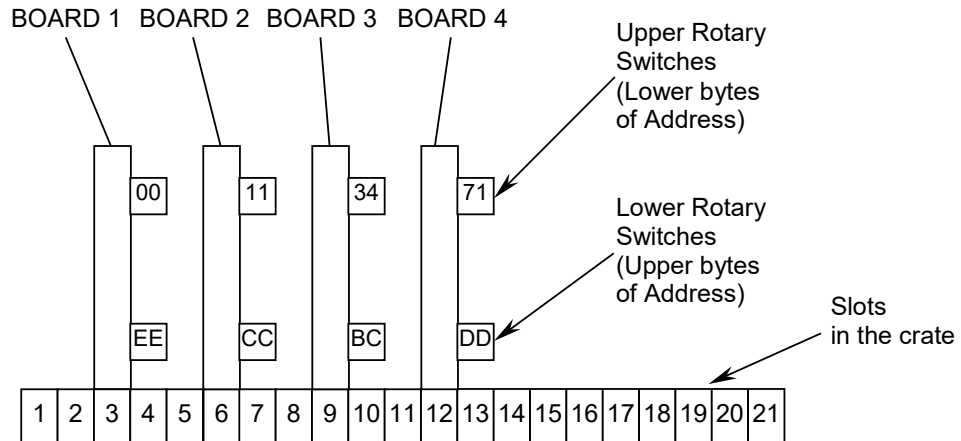 BOARD 1 BOARD 2 BOARD 3 BOARD 4
Upper Rotary
Switches
(Lower bytes
of Address)
00 11 34 71
Lower Rotary
Switches
(Upper bytes
of Address)
EE CC BC DD
Slots
in the crate
1 2 3 4 5 6 7 8 9 10 11 12 13 14 15 16 17 18 19 20 21